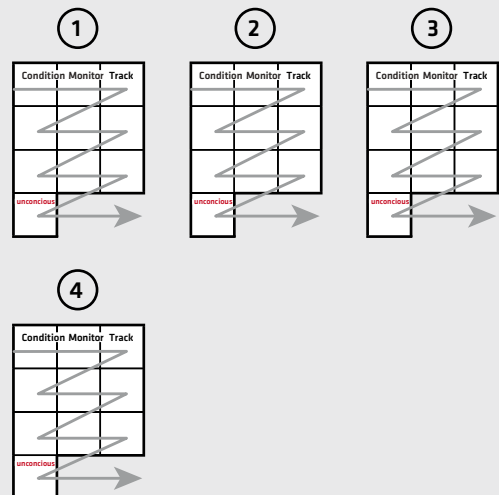 1
2
3
Condition Monitor Track
Condition Monitor Track
Condition Monitor Track
unconcious
unconcious
unconcious
4
Condition Monitor Track
unconcious